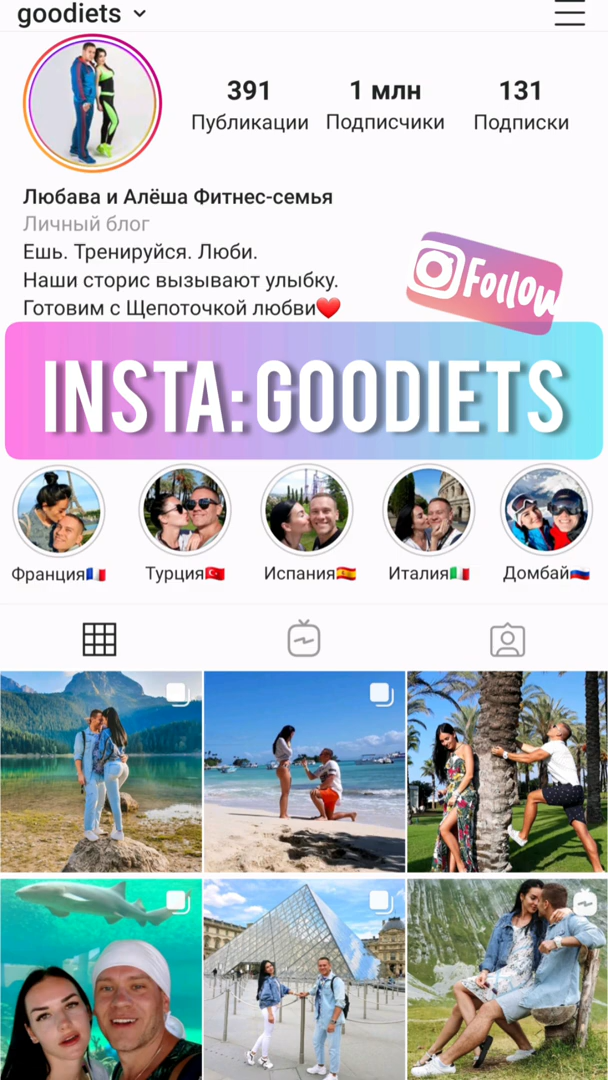 goodiets
391 1 млн 131
Публикации Подписчики Подписки
Любава и Алёша Фитнес-семья
Личный блог
Ешь. Тренируйся. Люби.
Наши сторис вызывают улыбку.
Готовим с Щепоточкой любви❤️
Follow
INSTA:GOODIETS
Франция🇫🇷 Турция🇹🇷 Испания🇪🇸 Италия🇮🇹 Домбай🇷🇺